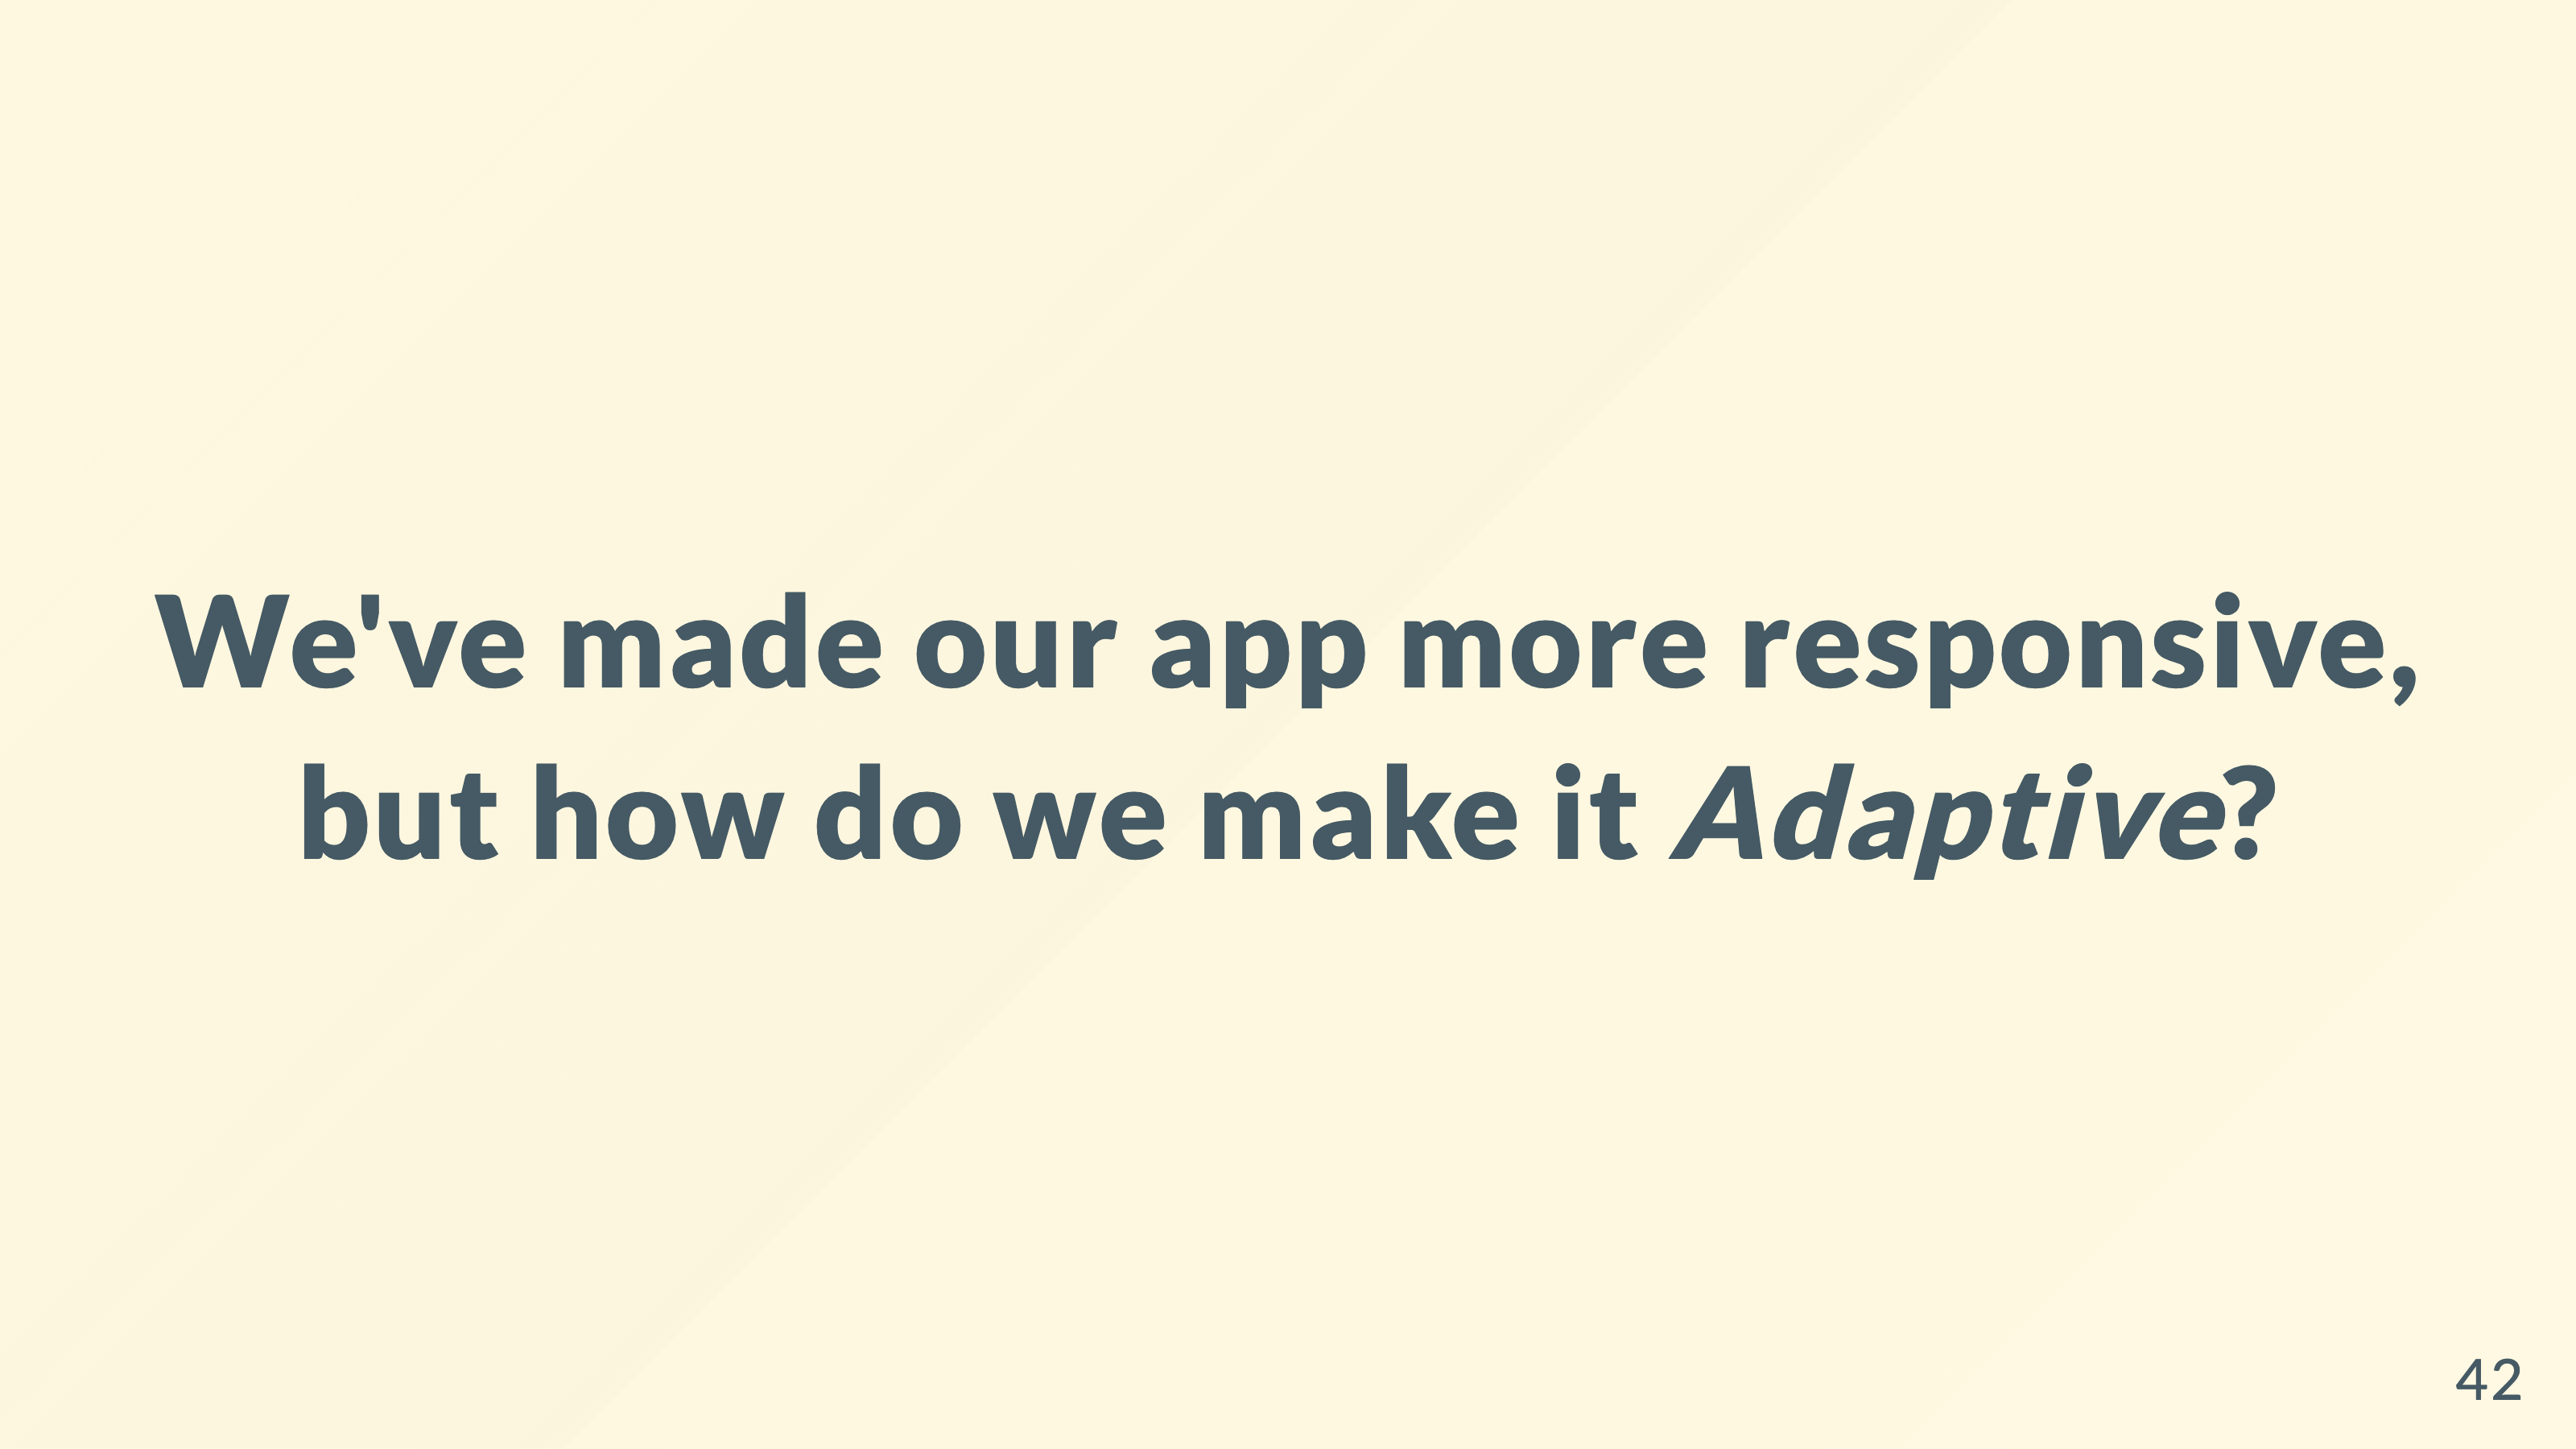 We've made our app more responsive,
but how do we make it Adaptive?
42